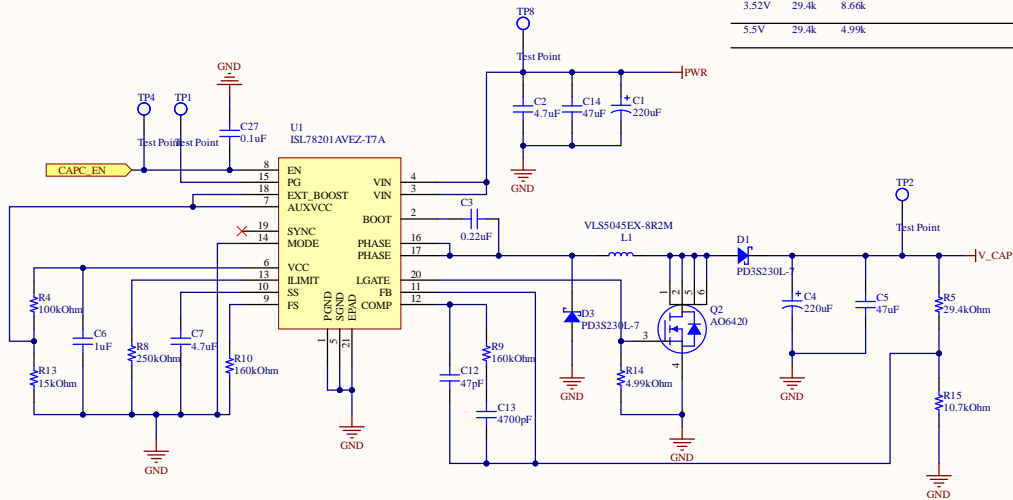 3.52V 29.4k 8.66k
5.5V 29.4k 4.99k
TP8
Test Point
PWR
C2
4.7uF
C14
47uF
C1
220uF
GND
GND
TP4
TP1
Test Point
Test Point
C27
0.1uF
U1
ISL78201AVEZ-T7A
CAPC_EN
8 EN
15 PG
18 EXT_BOOST
7 AUXVCC
19 SYNC
14 MODE
6 VCC
13 ILIMIT
10 SS
9 FS
VIN 4
VIN 3
BOOT 2
PHASE 16
PHASE 17
LGATE 20
FB 11
COMP 12
PGND 1
SGND 5
EPAD 21
C3
0.22uF
VLS5045EX-8R2M
L1
TP2
Test Point
D1
PD3S230L-7
V_CAP
1 2 5 6
3
4
Q2
AO6420
D3
PD3S230L-7
C4
220uF
C5
47uF
R5
29.4kOhm
R4
100kOhm
C6
1uF
R8
250kOhm
C7
4.7uF
R10
160kOhm
R13
15kOhm
R9
160kOhm
C12
47pF
C13
4700pF
R14
4.99kOhm
R15
10.7kOhm
GND
GND
GND
GND
GND
GND